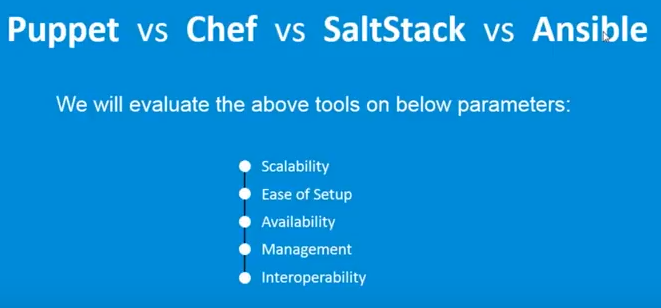 Puppet vs Chef vs SaltStack vs Ansible
We will evaluate the above tools on below parameters:
Scalability
Ease of Setup
Availability
Management
Interoperability